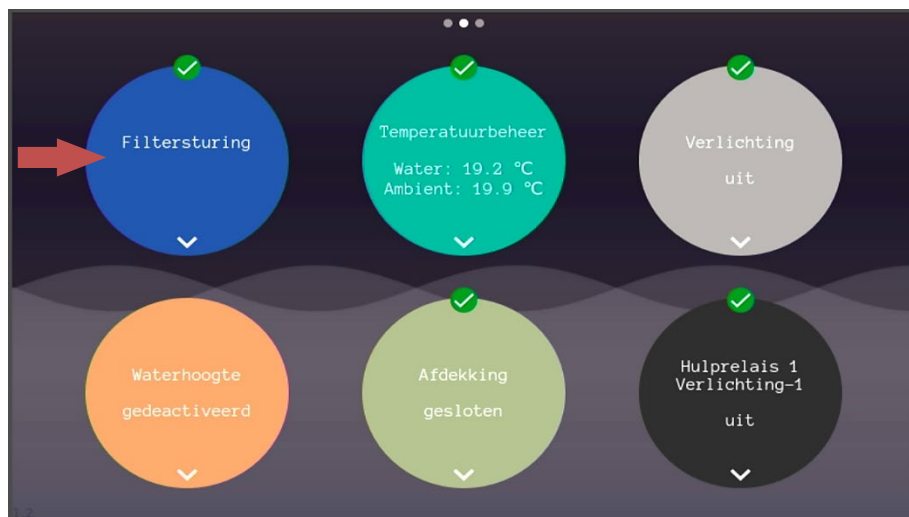 Filtersturing
Temperatuurbeheer
Water: 19.2 °C
Ambient: 19.9 °C
Verlichting
uit
Waterhoogte
gedeactiveerd
Afdekking
gesloten
Hulprelais 1
Verlichting-1
uit